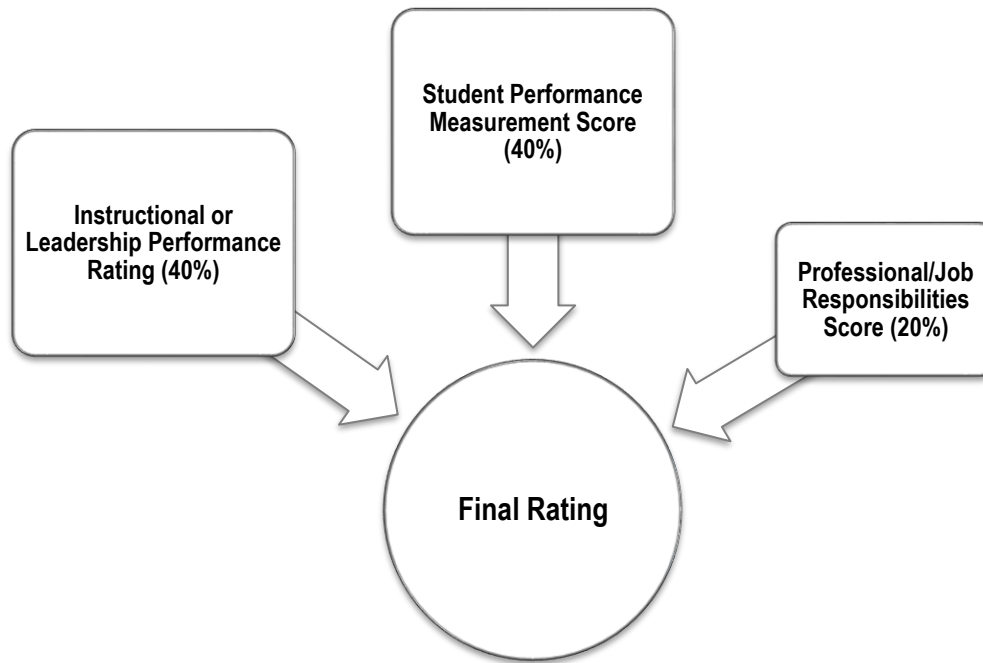 Student Performance
Measurement Score
(40%)
Instructional or
Leadership Performance
Rating (40%)
Professional/Job
Responsibilities
Score (20%)
Final Rating